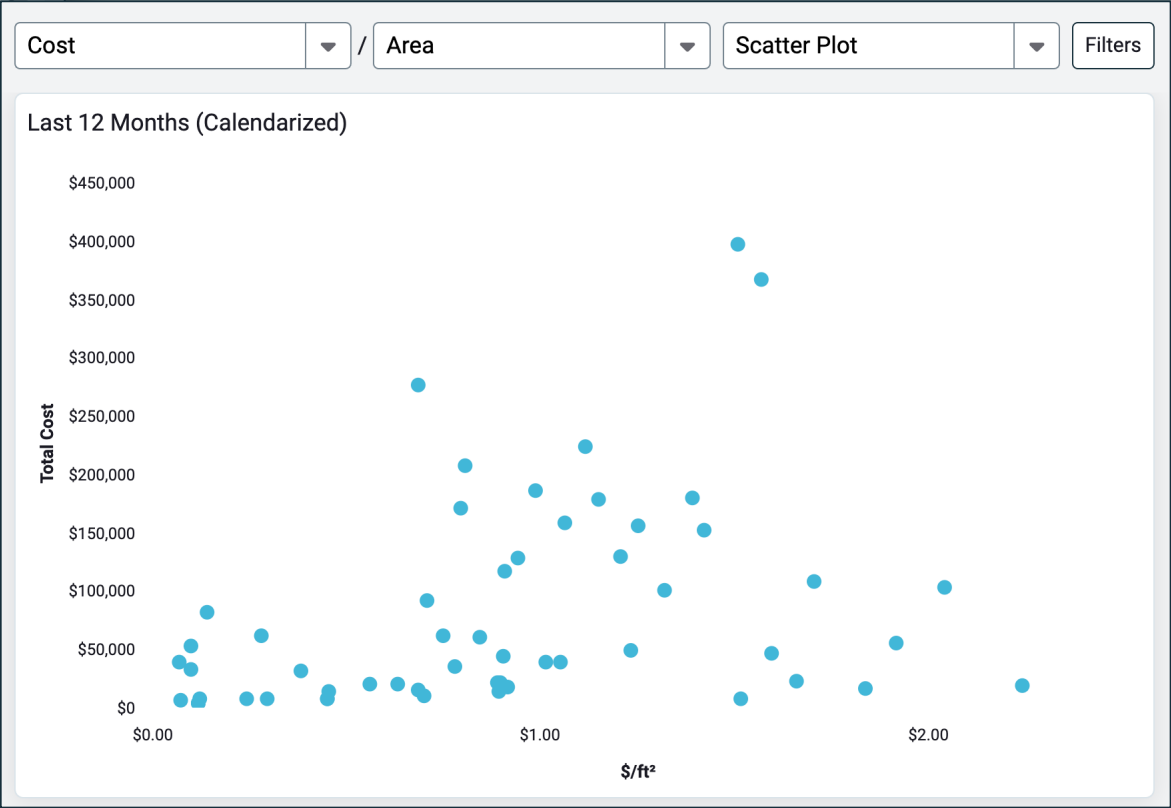 Cost / Area Scatter Plot Filters
Last 12 Months (Calendarized)
$450,000
$400,000
$350,000
$300,000
$250,000
$200,000
$150,000
$100,000
$50,000
$0
Total Cost
$0.00 $1.00 $2.00
$/ft²